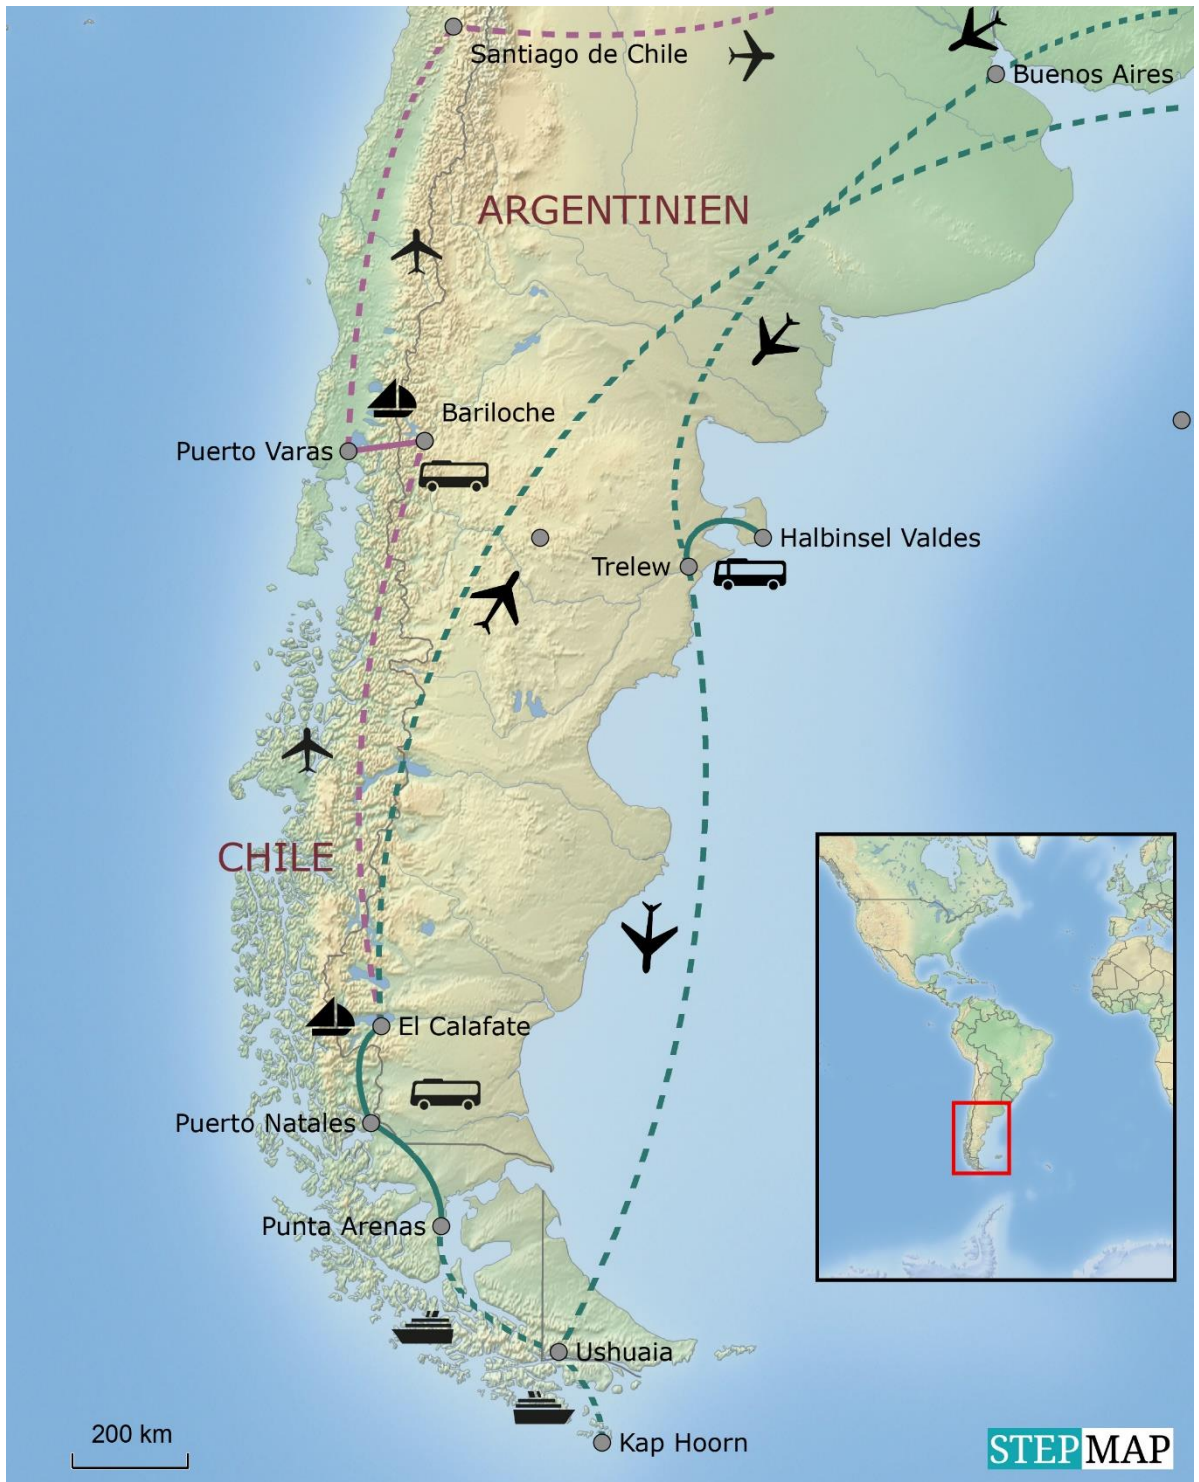 Santiago de Chile
Buenos Aires
ARGENTINIEN
Bariloche
Puerto Varas
Halbinsel Valdes
Trelew
CHILE
El Calafate
Puerto Natales
Punta Arenas
Ushuaia
Kap Hoorn
200 km
STEPMAP